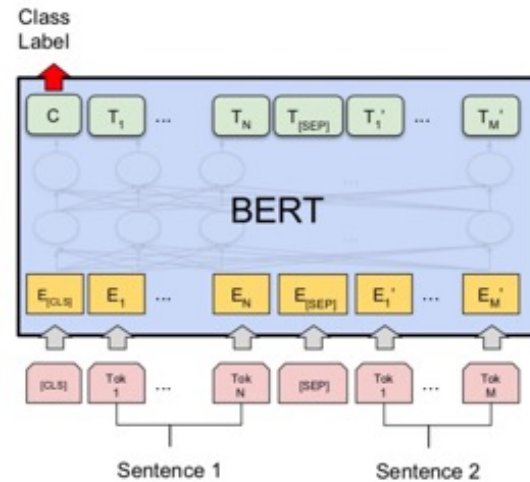 Class
Label
C T1 ... TN T[SEP] T1' ... TM'
...
BERT
...
E[CLS] E1 ... EN E[SEP] E1' ... EM'
[CLS] Tok 1 ... Tok N [SEP] Tok 1 ... Tok M
Sentence 1 Sentence 2